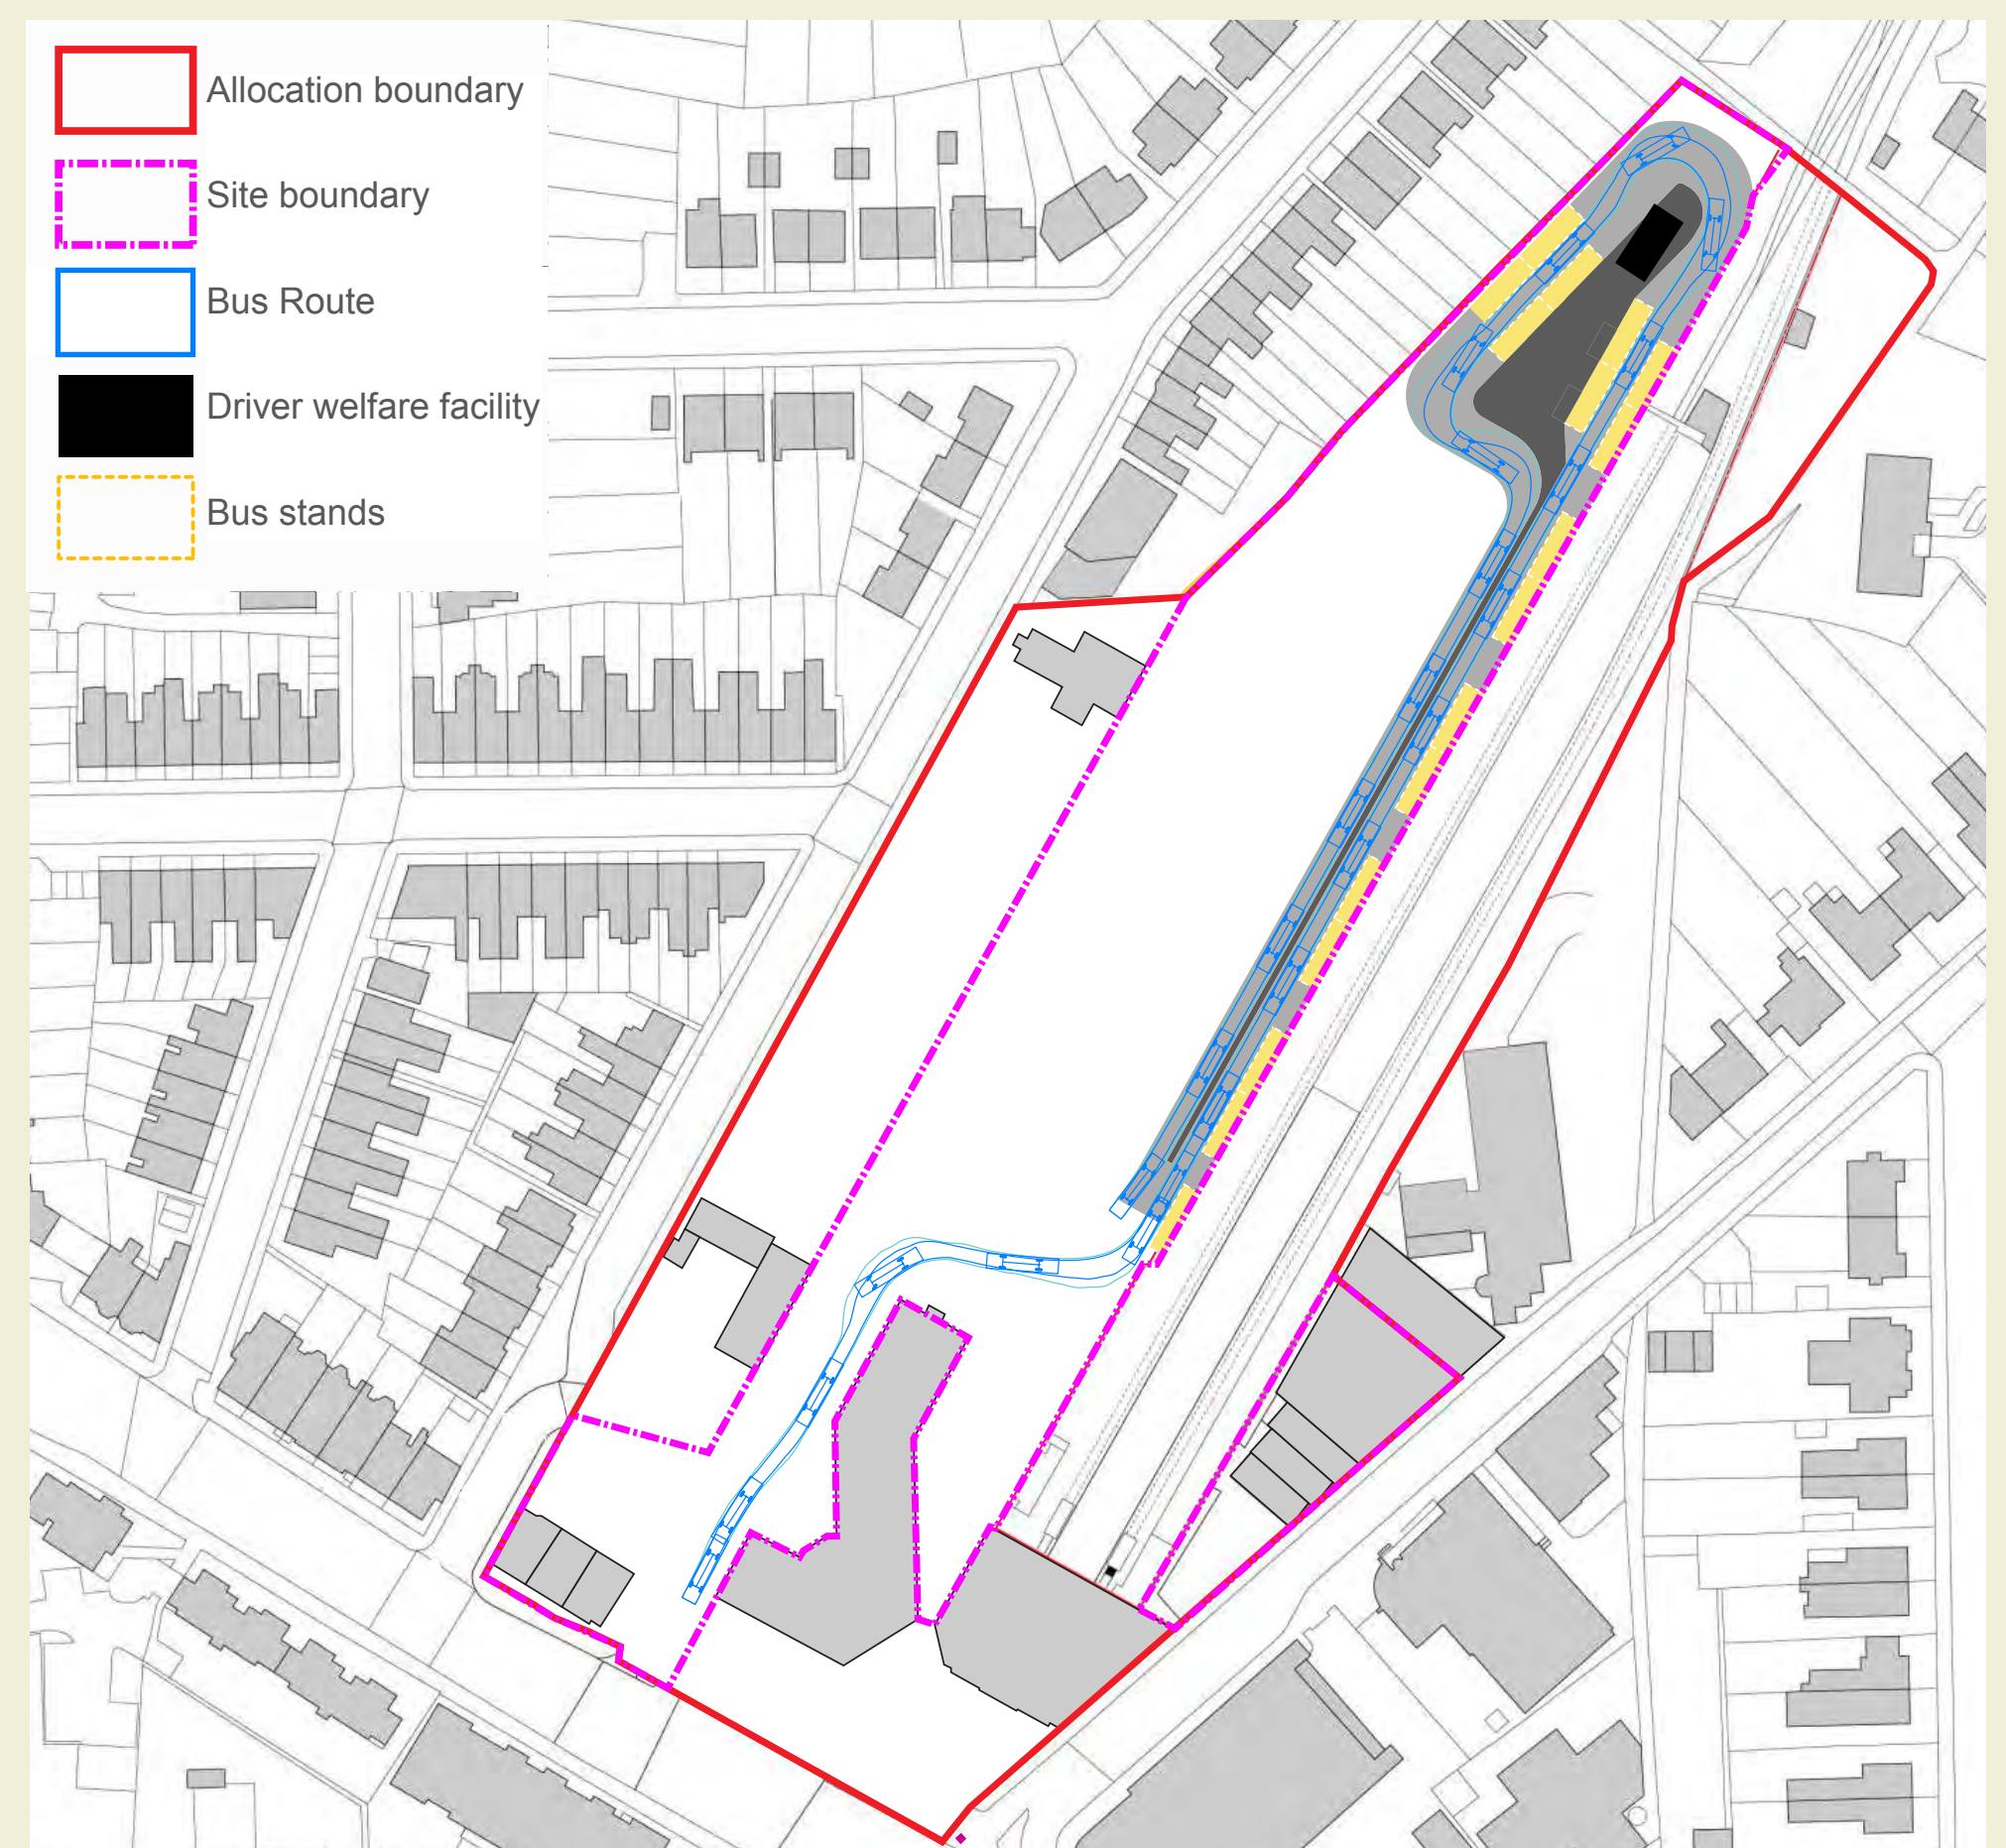 Allocation boundary
Site boundary
Bus Route
Driver welfare facility
Bus stands